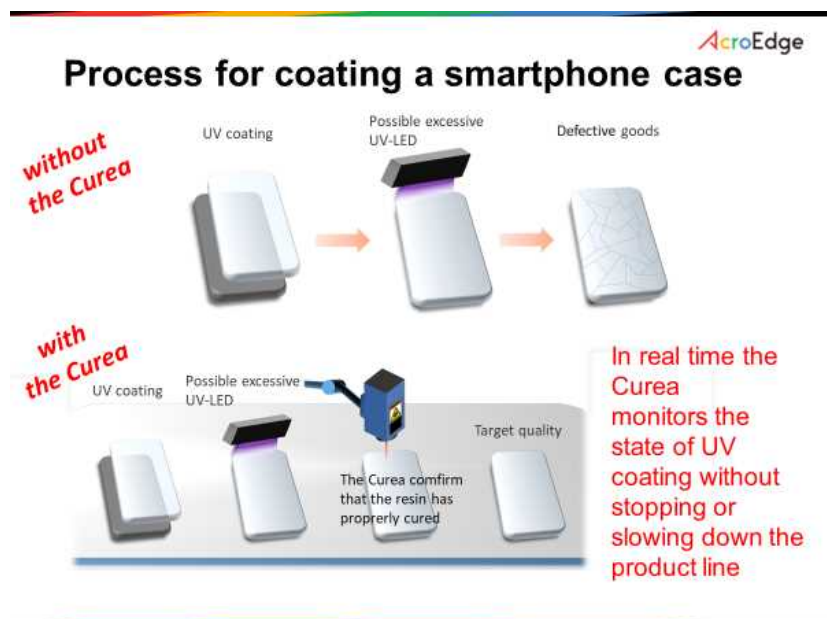 AcroEdge
Process for coating a smartphone case
without
the Curea
UV coating
Possible excessive
UV-LED
Defective goods
with
the Curea
UV coating
Possible excessive
UV-LED
The Curea comfirm
that the resin has
proprerly cured
Target quality
In real time the
Curea
monitors the
state of UV
coating without
stopping or
slowing down the
product line